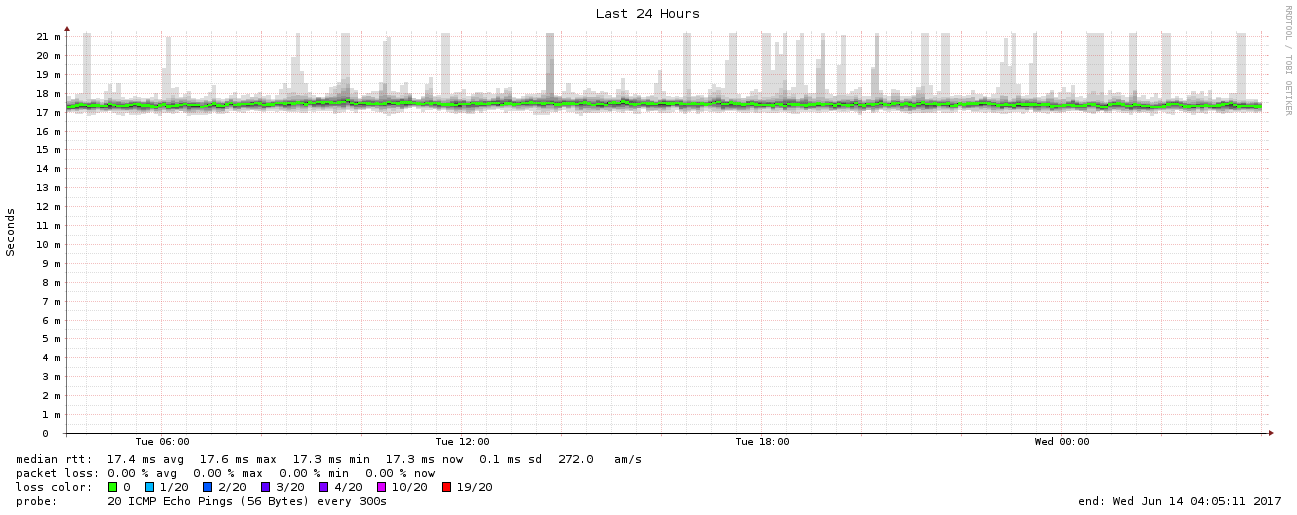 Last 24 Hours
RRDTOOL / TOBI OETIKER
Seconds
21 m
20 m
19 m
18 m
17 m
16 m
15 m
14 m
13 m
12 m
11 m
10 m
9 m
8 m
7 m
6 m
5 m
4 m
3 m
2 m
1 m
0
Tue 06:00 Tue 12:00 Tue 18:00 Wed 00:00
median rtt: 17.4 ms avg 17.6 ms max 17.3 ms min 17.3 ms now 0.1 ms sd 272.0 am/s
packet loss: 0.00 % avg 0.00 % max 0.00 % min 0.00 % now
loss color: 0 1/20 2/20 3/20 4/20 10/20 19/20
probe: 20 ICMP Echo Pings (56 Bytes) every 300s end: Wed Jun 14 04:05:11 2017